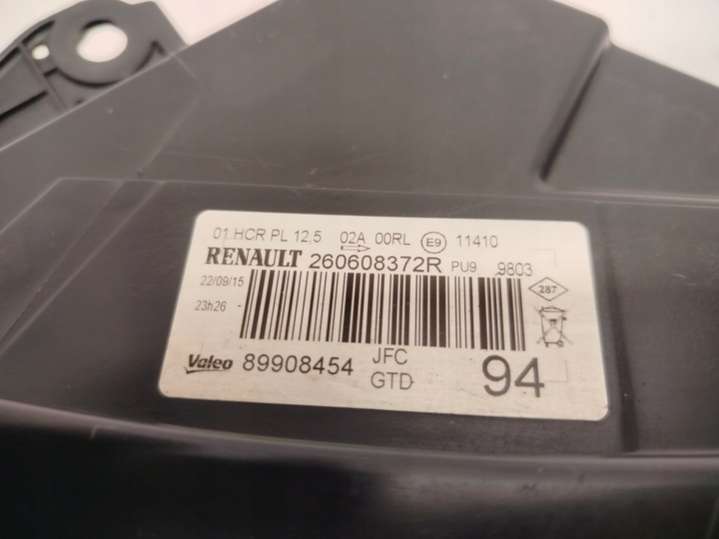 01 HCR PL 12,5 02A 00RL E9 11410
RENAULT 260608372R PU9 9803
22/09/15
287
23h26 -
Valeo 89908454 JFC
GTD
94